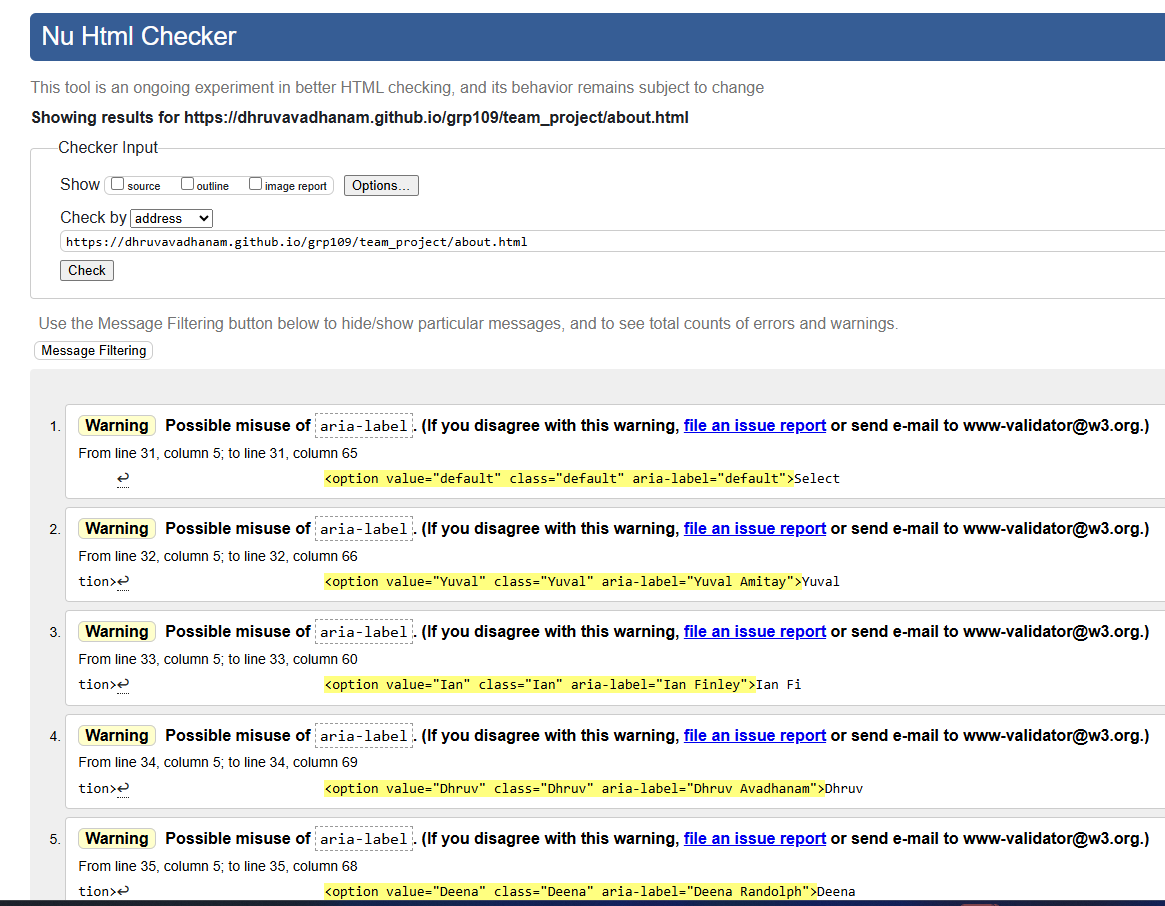 Nu Html Checker
This tool is an ongoing experiment in better HTML checking, and its behavior remains subject to change
Showing results for https://dhruvavadhanam.github.io/grp109/team_project/about.html
Checker Input
Show source outline image report Options...
Check by address
https://dhruvavadhanam.github.io/grp109/team_project/about.html
Check
Use the Message Filtering button below to hide/show particular messages, and to see total counts of errors and warnings.
Message Filtering
1. Warning Possible misuse of aria-label. (If you disagree with this warning, file an issue report or send e-mail to www-validator@w3.org.)
From line 31, column 5; to line 31, column 65
↩ <option value="default" class="default" aria-label="default">Select
2. Warning Possible misuse of aria-label. (If you disagree with this warning, file an issue report or send e-mail to www-validator@w3.org.)
From line 32, column 5; to line 32, column 66
tion>↩ <option value="Yuval" class="Yuval" aria-label="Yuval Amitay">Yuval
3. Warning Possible misuse of aria-label. (If you disagree with this warning, file an issue report or send e-mail to www-validator@w3.org.)
From line 33, column 5; to line 33, column 60
tion>↩ <option value="Ian" class="Ian" aria-label="Ian Finley">Ian Fi
4. Warning Possible misuse of aria-label. (If you disagree with this warning, file an issue report or send e-mail to www-validator@w3.org.)
From line 34, column 5; to line 34, column 69
tion>↩ <option value="Dhruv" class="Dhruv" aria-label="Dhruv Avadhanam">Dhruv
5. Warning Possible misuse of aria-label. (If you disagree with this warning, file an issue report or send e-mail to www-validator@w3.org.)
From line 35, column 5; to line 35, column 68
tion>↩ <option value="Deena" class="Deena" aria-label="Deena Randolph">Deena